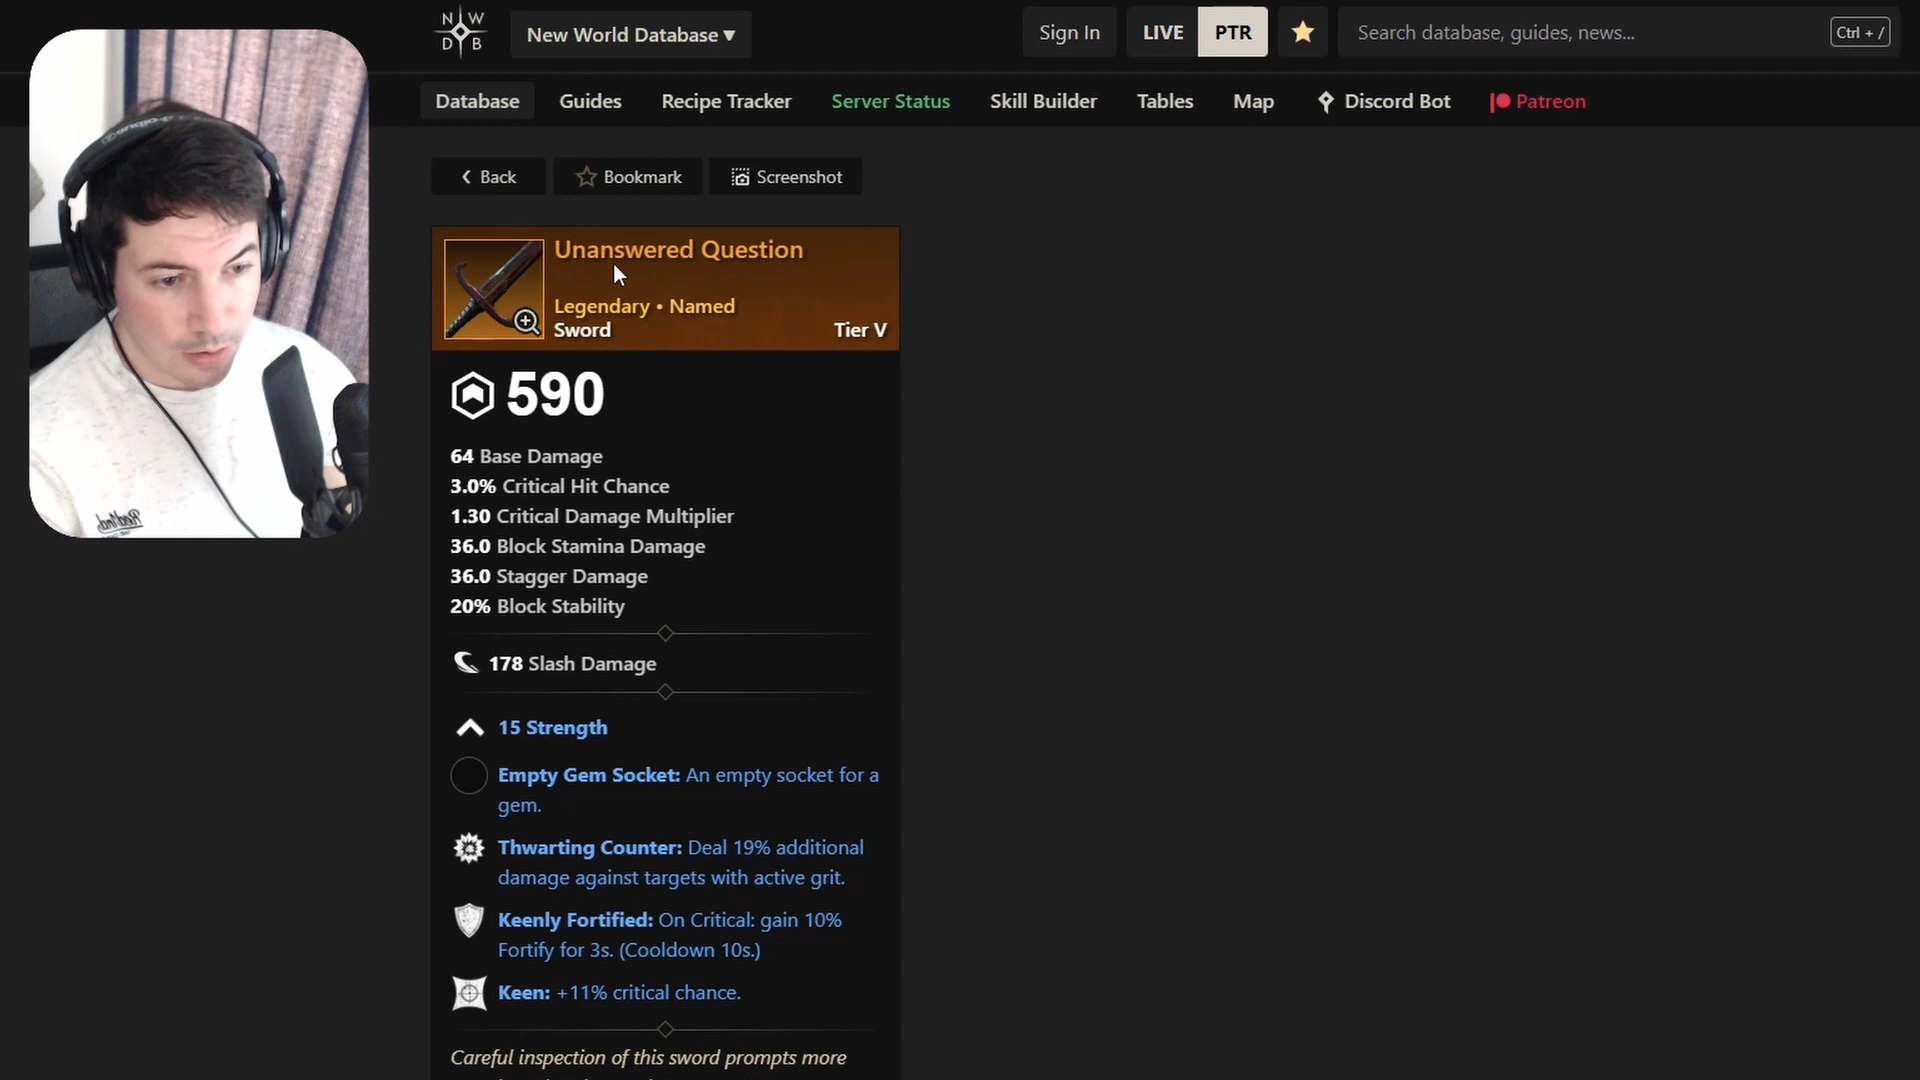 N W
D B
New World Database ▼
Sign In
LIVE
PTR
Search database, guides, news...
Ctrl + /
Database
Guides
Recipe Tracker
Server Status
Skill Builder
Tables
Map
Discord Bot
Patreon
Back
Bookmark
Screenshot
Unanswered Question
Legendary • Named
Sword
Tier V
590
64 Base Damage
3.0% Critical Hit Chance
1.30 Critical Damage Multiplier
36.0 Block Stamina Damage
36.0 Stagger Damage
20% Block Stability
178 Slash Damage
15 Strength
Empty Gem Socket: An empty socket for a
gem.
Thwarting Counter: Deal 19% additional
damage against targets with active grit.
Keenly Fortified: On Critical: gain 10%
Fortify for 3s. (Cooldown 10s.)
Keen: +11% critical chance.
Careful inspection of this sword prompts more